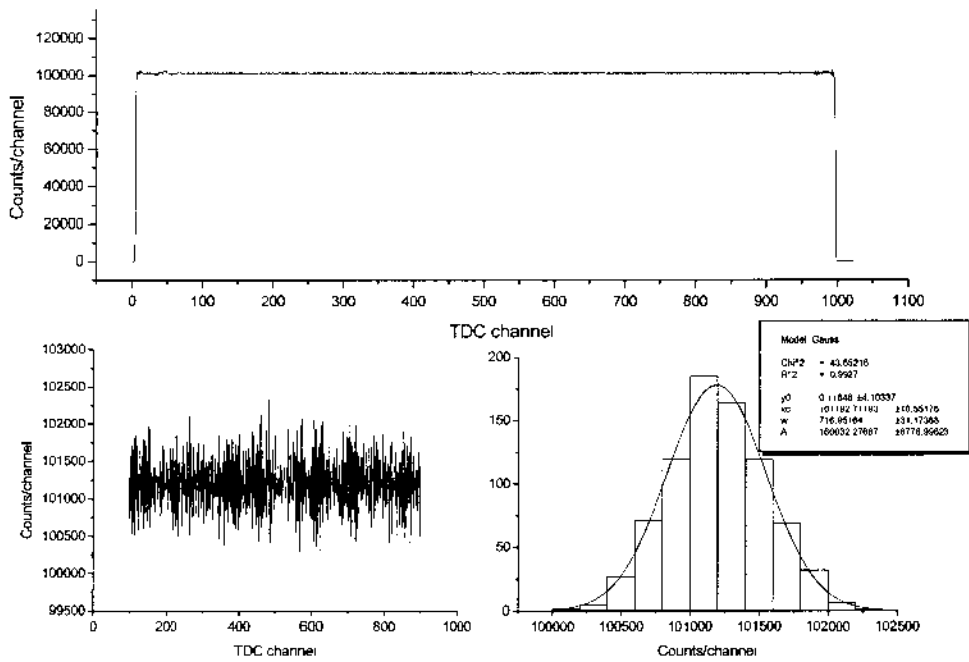 120000
100000
80000
60000
40000
20000
0
Counts/channel
0 100 200 300 400 500 600 700 800 900 1000 1100
TDC channel
103000
102500
102000
101500
101000
100500
100000
99500
Counts/channel
0 200 400 600 800 1000
TDC channel
200
150
100
50
0
100000 100500 101000 101500 102000 102500
Counts/channel
Model Gauss
Chi^2 = 43.65216
R^2 = 0.9927
y0
xc
w
A